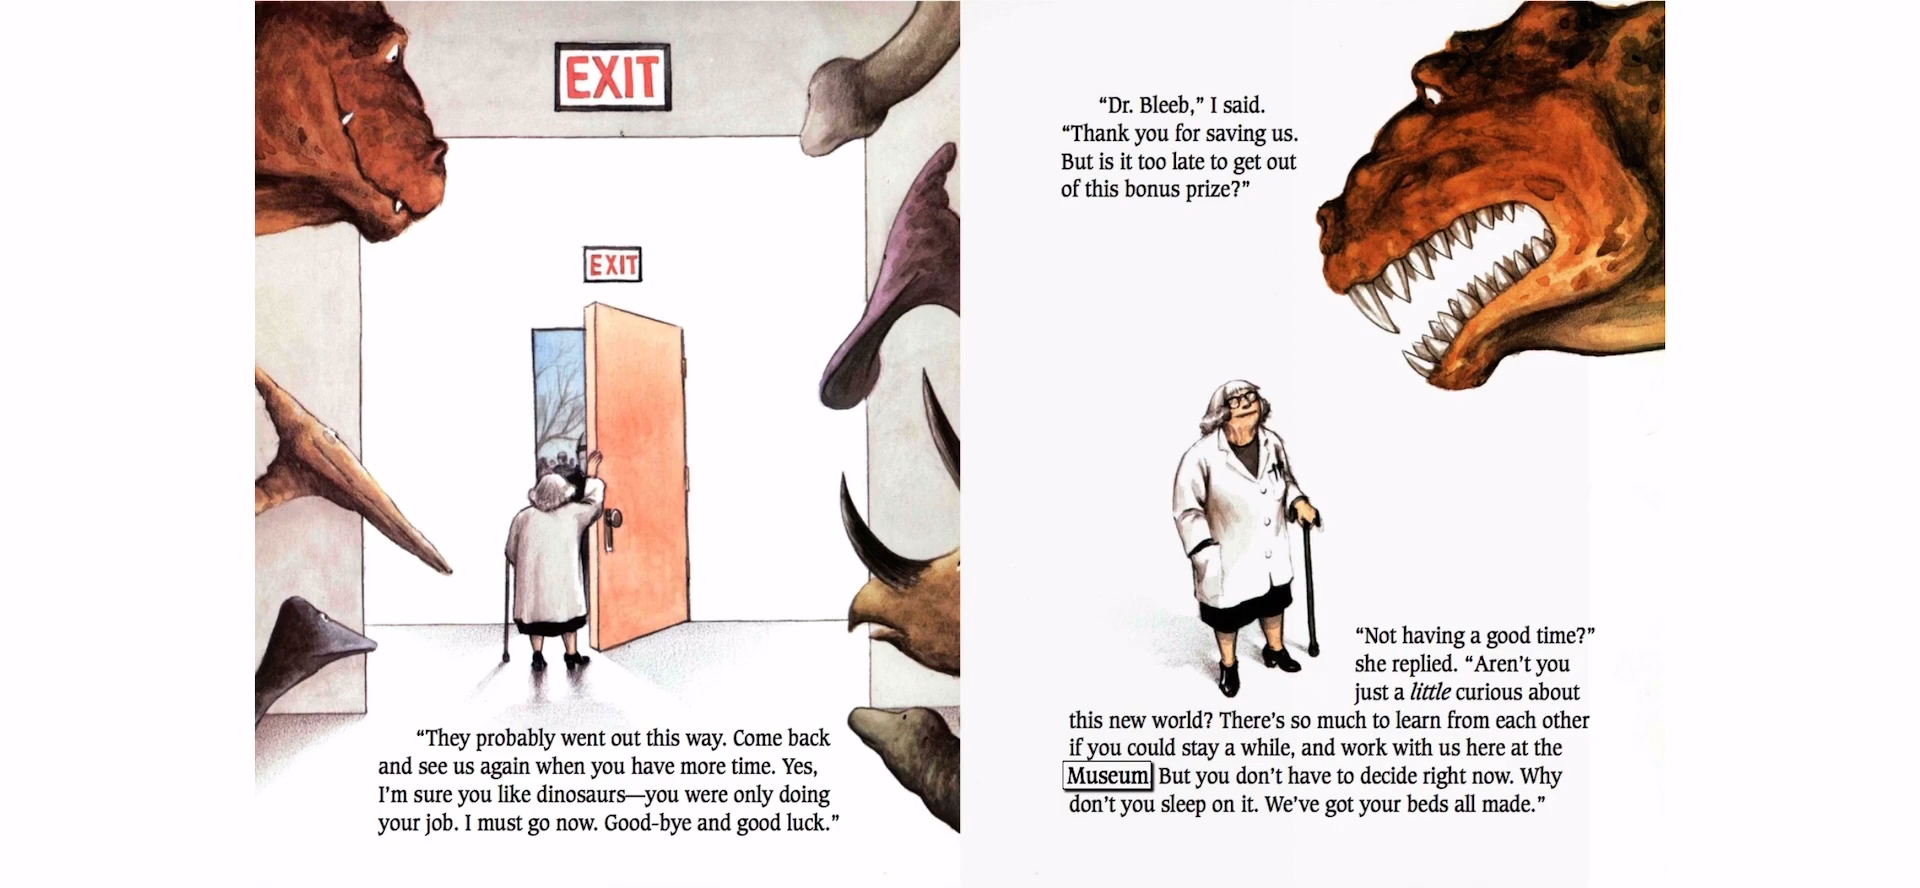 EXIT
EXIT
“They probably went out this way. Come back
and see us again when you have more time. Yes,
I’m sure you like dinosaurs—you were only doing
your job. I must go now. Good-bye and good luck.”
“Dr. Bleeb,” I said.
“Thank you for saving us.
But is it too late to get out
of this bonus prize?”
“Not having a good time?”
she replied. “Aren’t you
just a little curious about
this new world? There’s so much to learn from each other
if you could stay a while, and work with us here at the
Museum. But you don’t have to decide right now. Why
don’t you sleep on it. We’ve got your beds all made.”